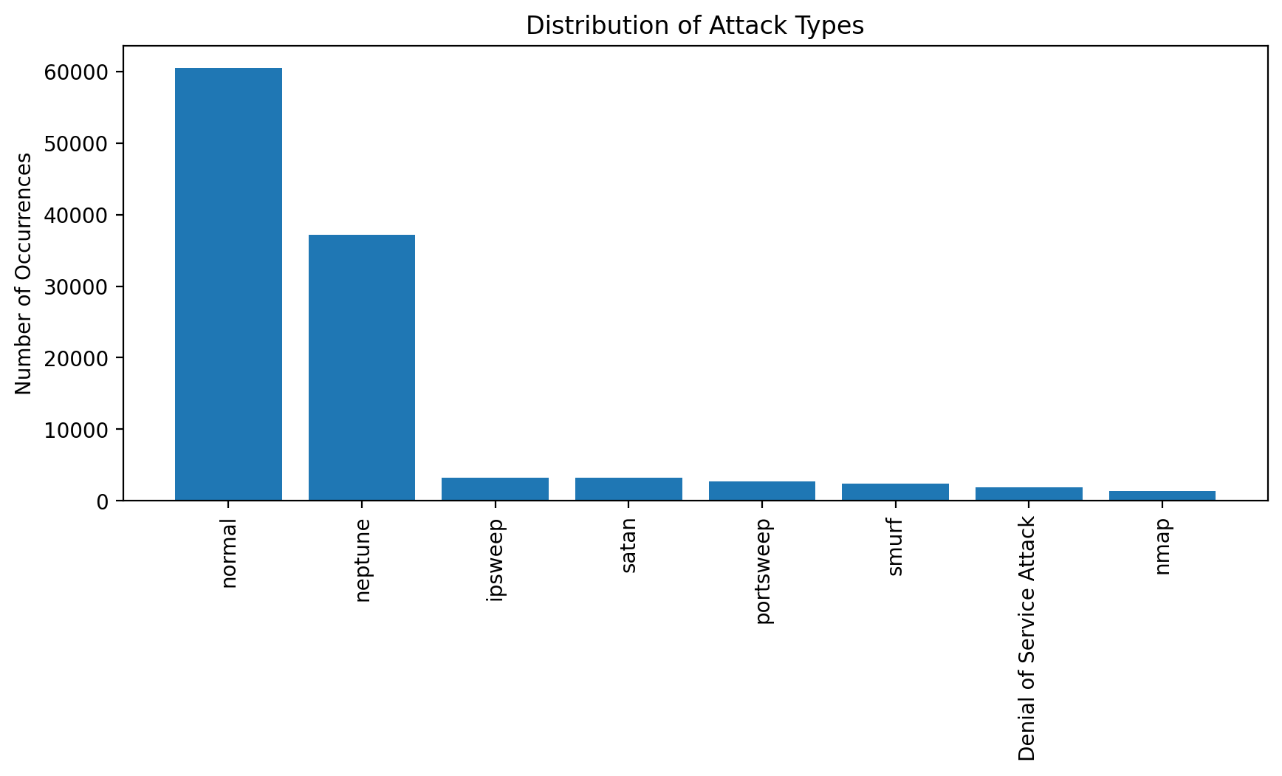 Distribution of Attack Types
Number of Occurrences
60000
50000
40000
30000
20000
10000
0
normal
neptune
ipsweep
satan
portsweep
smurf
Denial of Service Attack
nmap